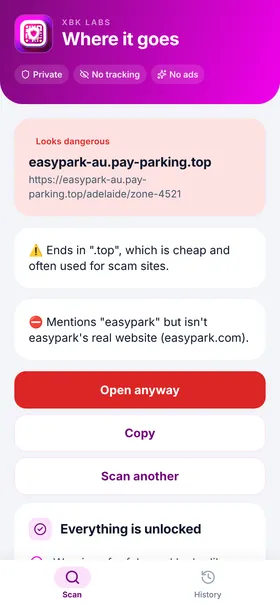 XBK LABS
Where it goes
Private
No tracking
No ads
Looks dangerous
easypark-au.pay-parking.top
https://easypark-au.pay-
parking.top/adelaide/zone-4521
⚠️ Ends in ".top", which is cheap and
often used for scam sites.
⛔ Mentions "easypark" but isn't
easypark's real website (easypark.com).
Open anyway
Copy
Scan another
Everything is unlocked
Scan
History